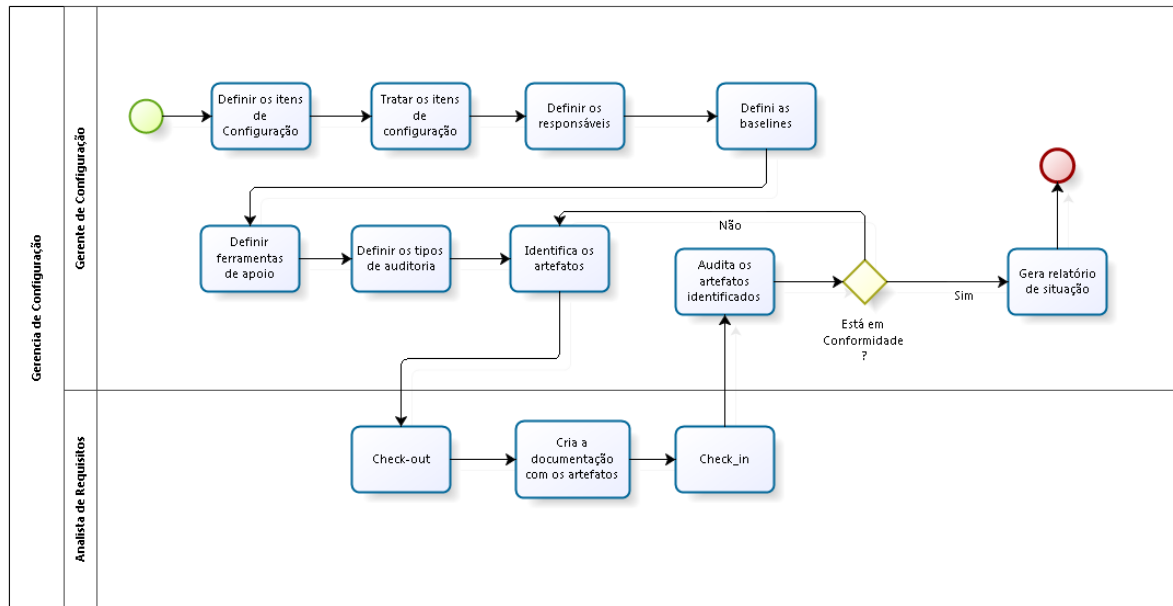 Gerencia de Configuração
Gerente de Configuração
Definir os itens
de
Configuração
Tratar os itens
de
configuração
Definir os
responsáveis
Defini as
baselines
Definir
ferramentas
de apoio
Definir os tipos
de auditoria
Identifica os
artefatos
Não
Audita os
artefatos
identificados
Está em
Conformidade
?
Sim
Gera relatório
de situação
Analista de Requisitos
Check-out
Cria a
documentação
com os artefatos
Check_in